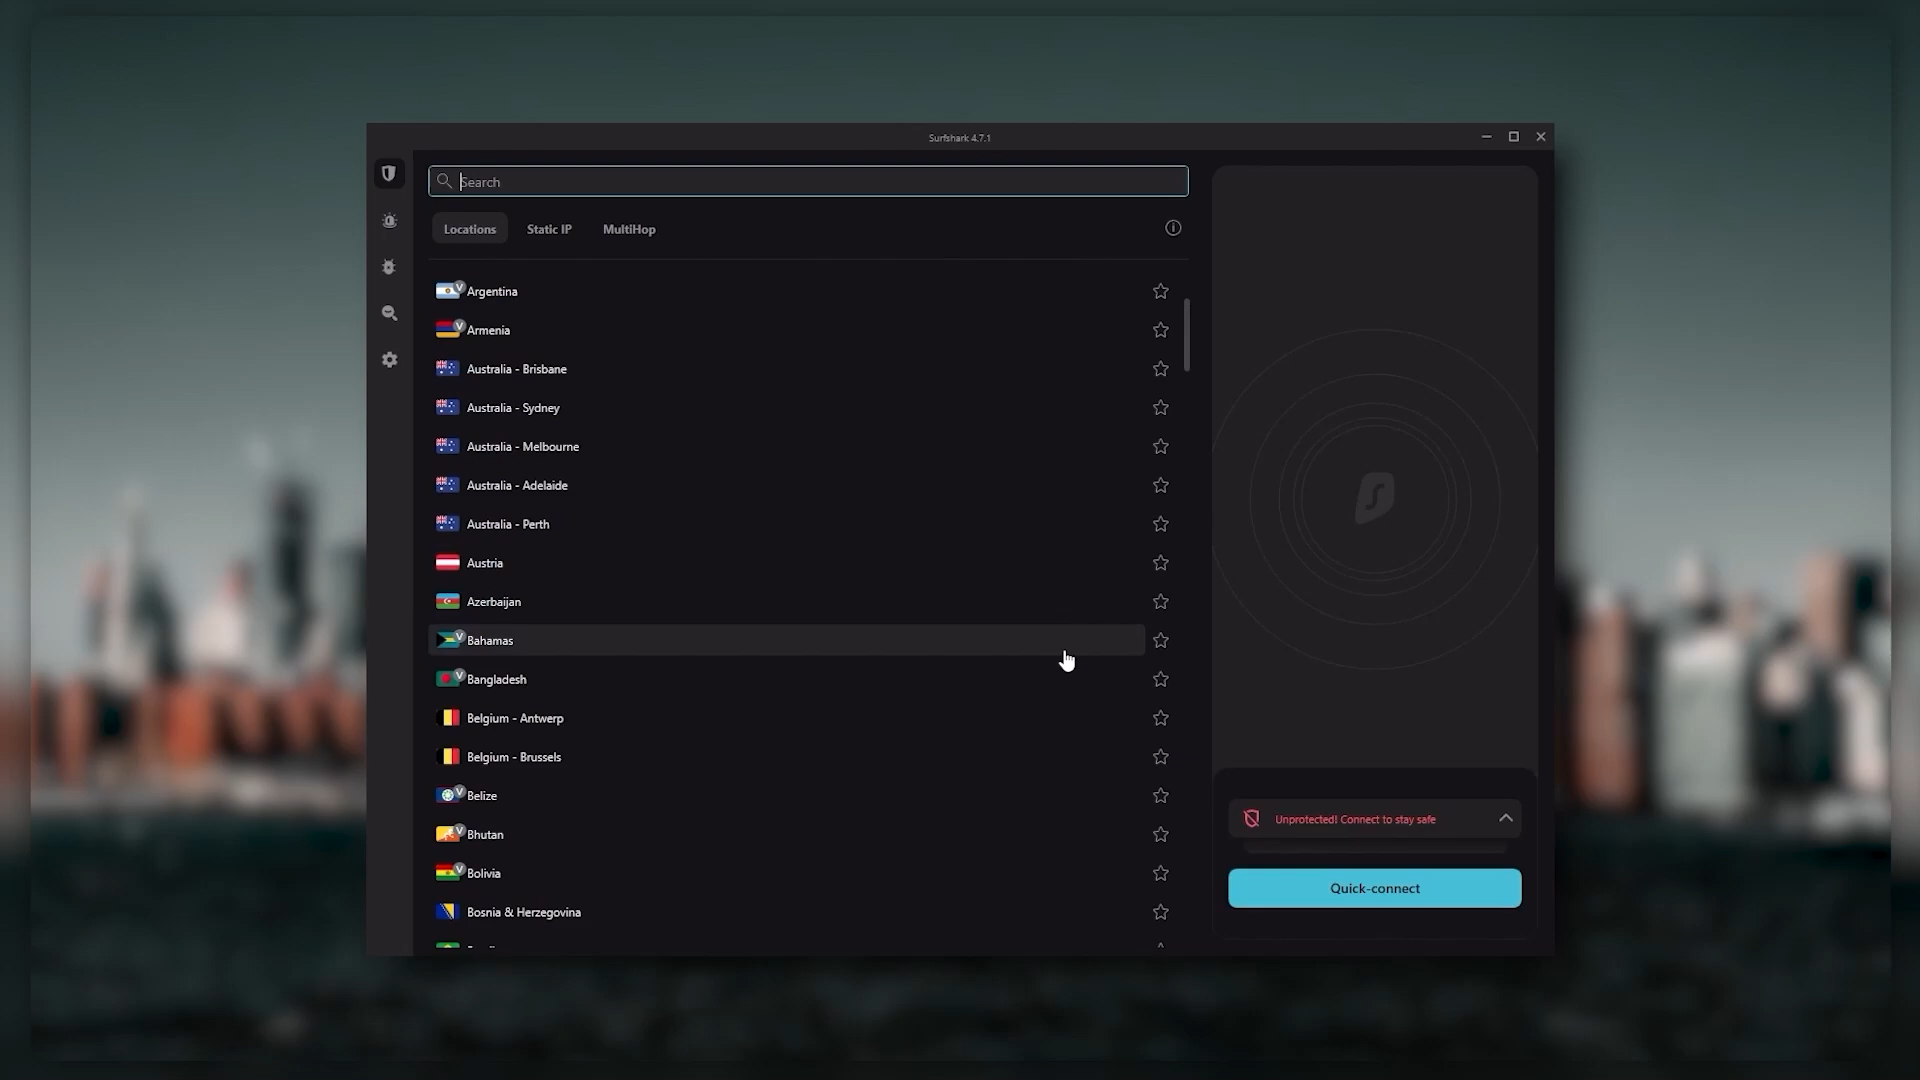 Surfshark 4.7.1
Search
Locations
Static IP
MultiHop
V Argentina
V Armenia
Australia - Brisbane
Australia - Sydney
Australia - Melbourne
Australia - Adelaide
Australia - Perth
Austria
Azerbaijan
V Bahamas
V Bangladesh
Belgium - Antwerp
Belgium - Brussels
V Belize
V Bhutan
V Bolivia
Bosnia & Herzegovina
Unprotected! Connect to stay safe
Quick-connect